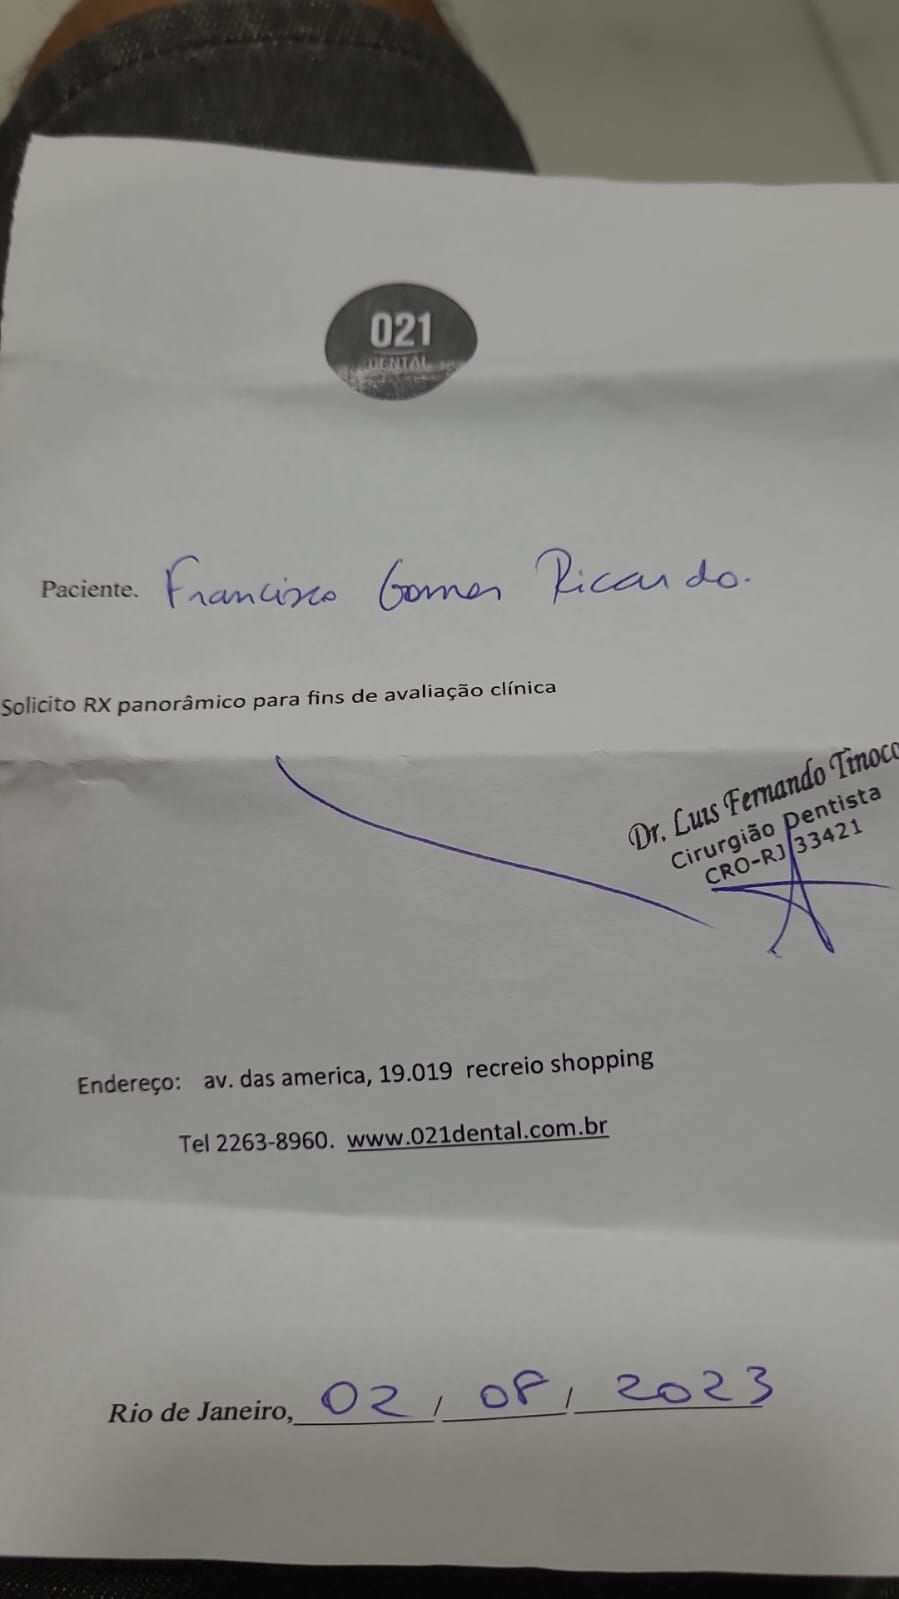 021
DENTAL
Paciente. Francisco Gomes Ricardo.
Solicito RX panorâmico para fins de avaliação clínica
Dr. Luis Fernando Tinoco
Cirurgião Dentista
CRO-RJ 33421
Endereço: av. das america, 19.019 recreio shopping
Tel 2263-8960. www.021dental.com.br
Rio de Janeiro, 02 / 08 / 2023